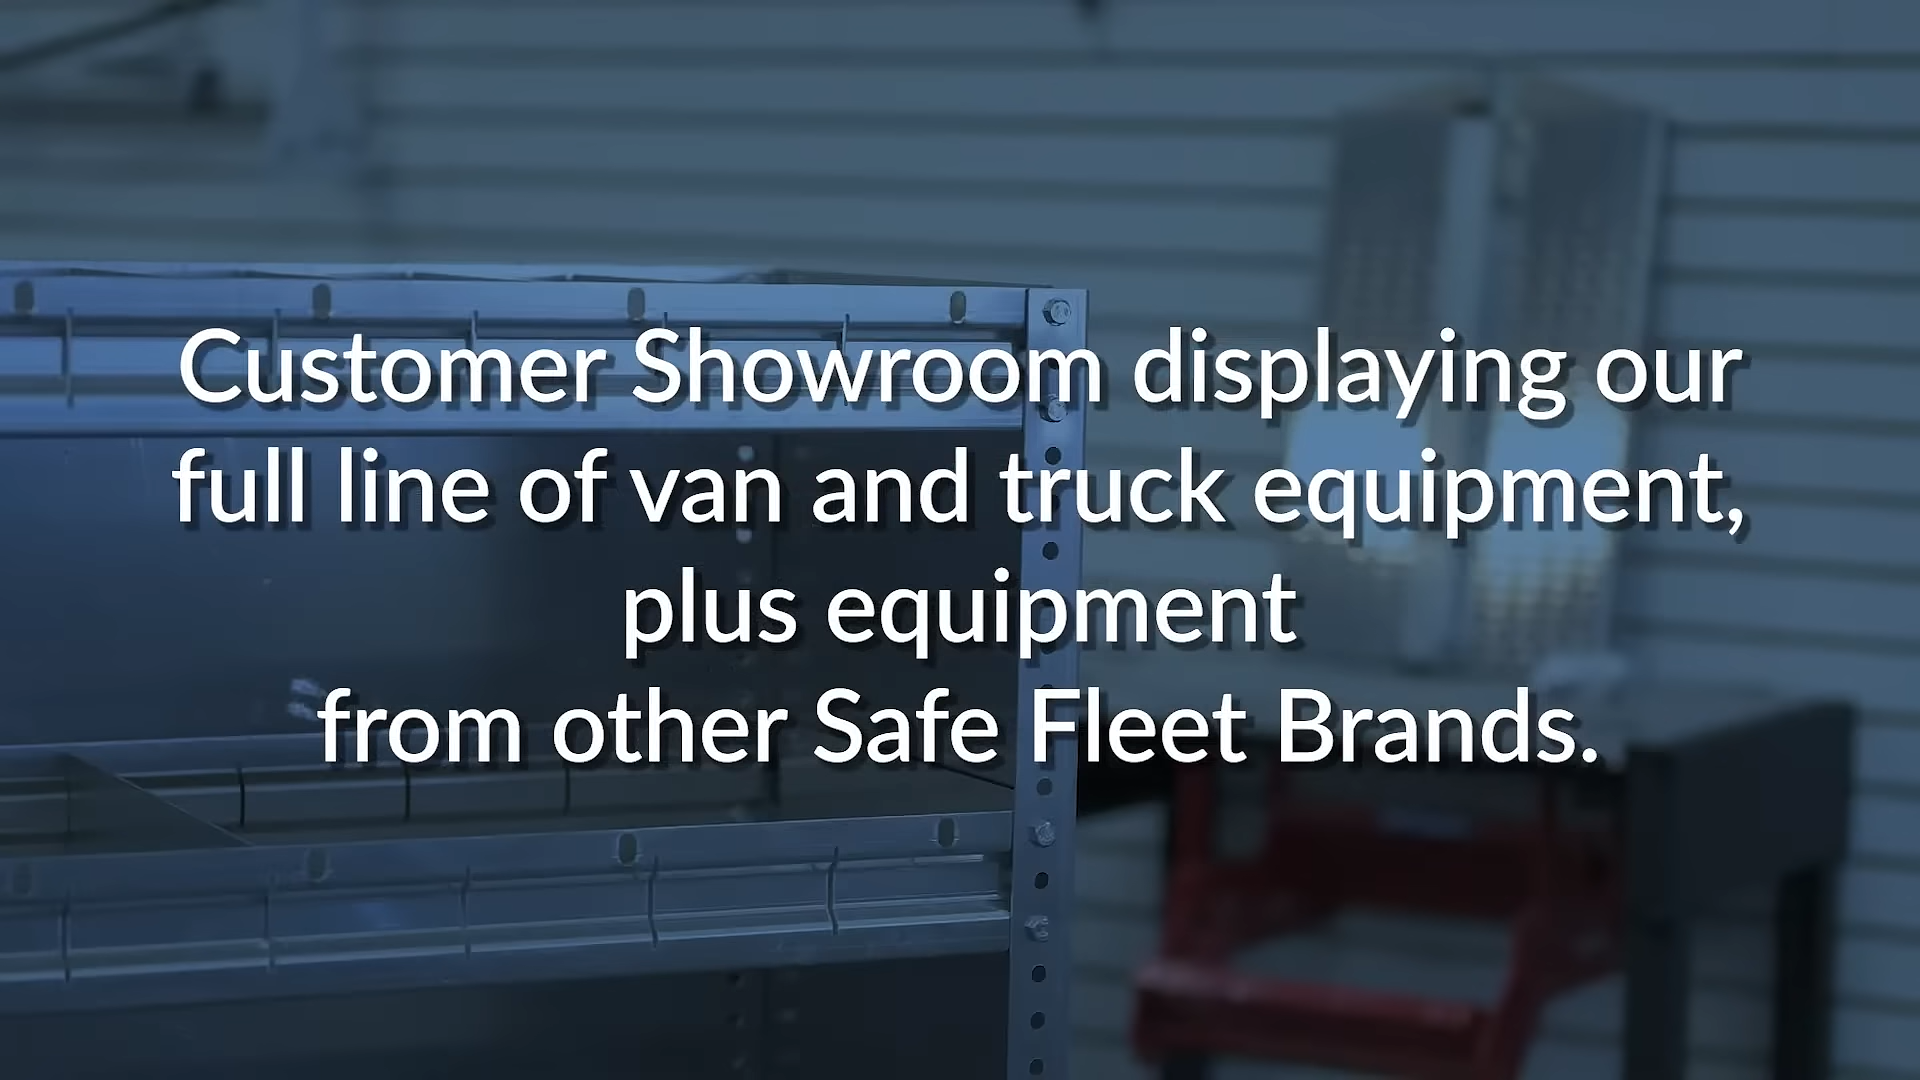 Customer Showroom displaying our
full line of van and truck equipment,
plus equipment
from other Safe Fleet Brands.